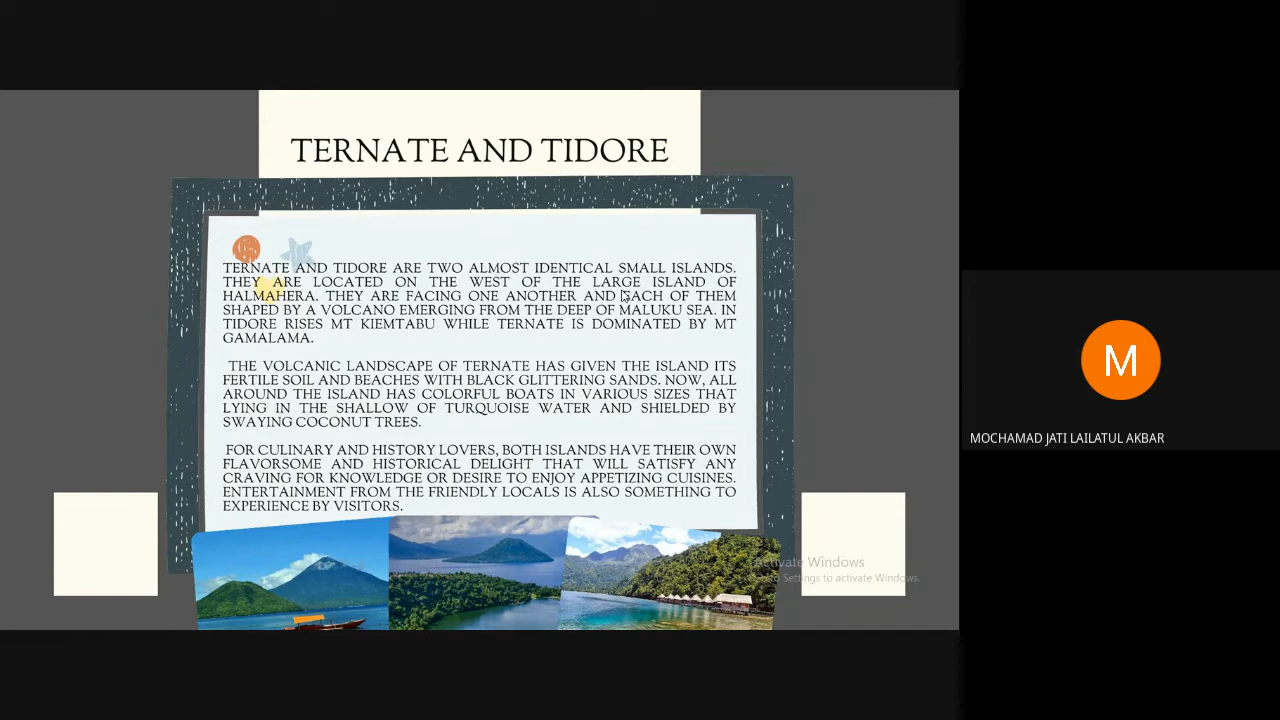 TERNATE AND TIDORE
TERNATE AND TIDORE ARE TWO ALMOST IDENTICAL SMALL ISLANDS.
THEY ARE LOCATED ON THE WEST OF THE LARGE ISLAND OF
HALMAHERA. THEY ARE FACING ONE ANOTHER AND EACH OF THEM
SHAPED BY A VOLCANO EMERGING FROM THE DEEP OF MALUKU SEA. IN
TIDORE RISES MT KIEMTABU WHILE TERNATE IS DOMINATED BY MT
GAMALAMA.
THE VOLCANIC LANDSCAPE OF TERNATE HAS GIVEN THE ISLAND ITS
FERTILE SOIL AND BEACHES WITH BLACK GLITTERING SANDS. NOW, ALL
AROUND THE ISLAND HAS COLORFUL BOATS IN VARIOUS SIZES THAT
LYING IN THE SHALLOW OF TURQUOISE WATER AND SHIELDED BY
SWAYING COCONUT TREES.
FOR CULINARY AND HISTORY LOVERS, BOTH ISLANDS HAVE THEIR OWN
FLAVORSOME AND HISTORICAL DELIGHT THAT WILL SATISFY ANY
CRAVING FOR KNOWLEDGE OR DESIRE TO ENJOY APPETIZING CUISINES.
ENTERTAINMENT FROM THE FRIENDLY LOCALS IS ALSO SOMETHING TO
EXPERIENCE BY VISITORS.
Activate Windows
Go to Settings to activate Windows.
M
MOCHAMAD JATI LAILATUL AKBAR